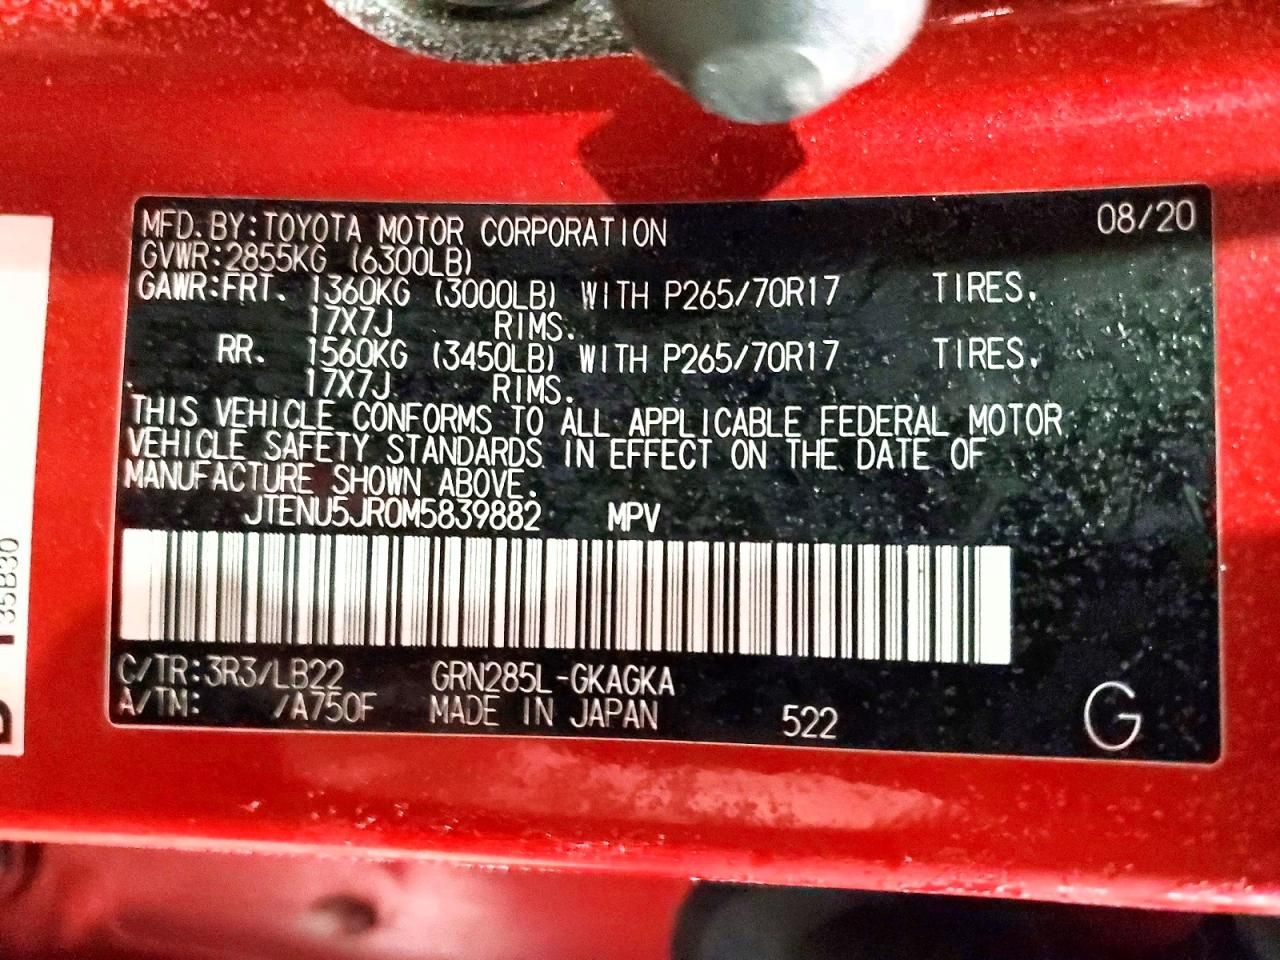 MFD. BY: TOYOTA MOTOR CORPORATION 08/20
GVWR: 2855KG (6300LB)
GAWR: FRT. 1360KG (3000LB) WITH P265/70R17 TIRES.
17X7J RIMS.
RR. 1560KG (3450LB) WITH P265/70R17 TIRES.
17X7J RIMS.
THIS VEHICLE CONFORMS TO ALL APPLICABLE FEDERAL MOTOR
VEHICLE SAFETY STANDARDS IN EFFECT ON THE DATE OF
MANUFACTURE SHOWN ABOVE.
JTENU5JR0M5839882 MPV
C/TR: 3R3/LB22 GRN285L-GKAGKA
A/TM: /A750F MADE IN JAPAN 522 G
35B30